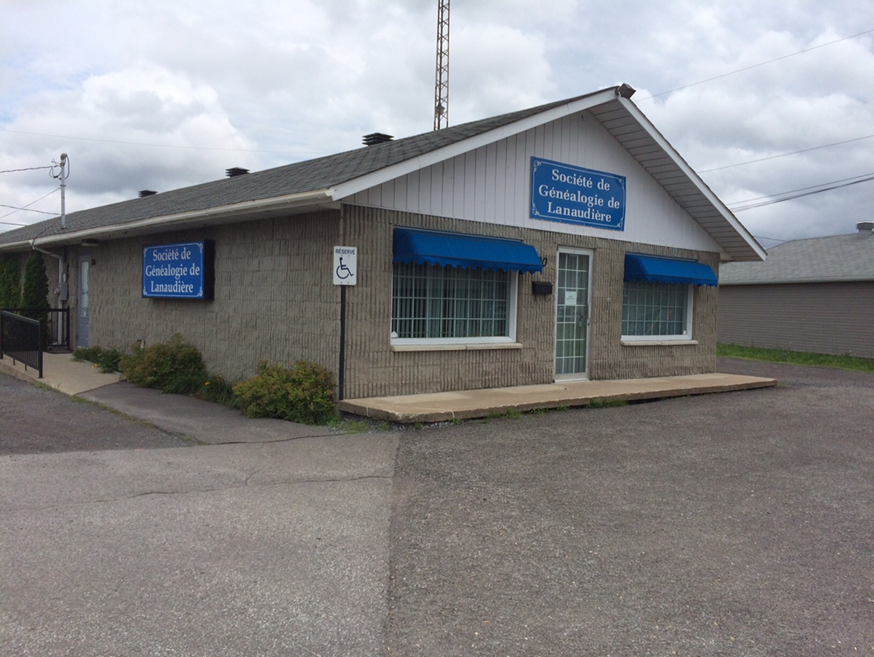 Société de
Généalogie de
Lanaudière
RÉSERVÉ
Société de
Généalogie de
Lanaudière